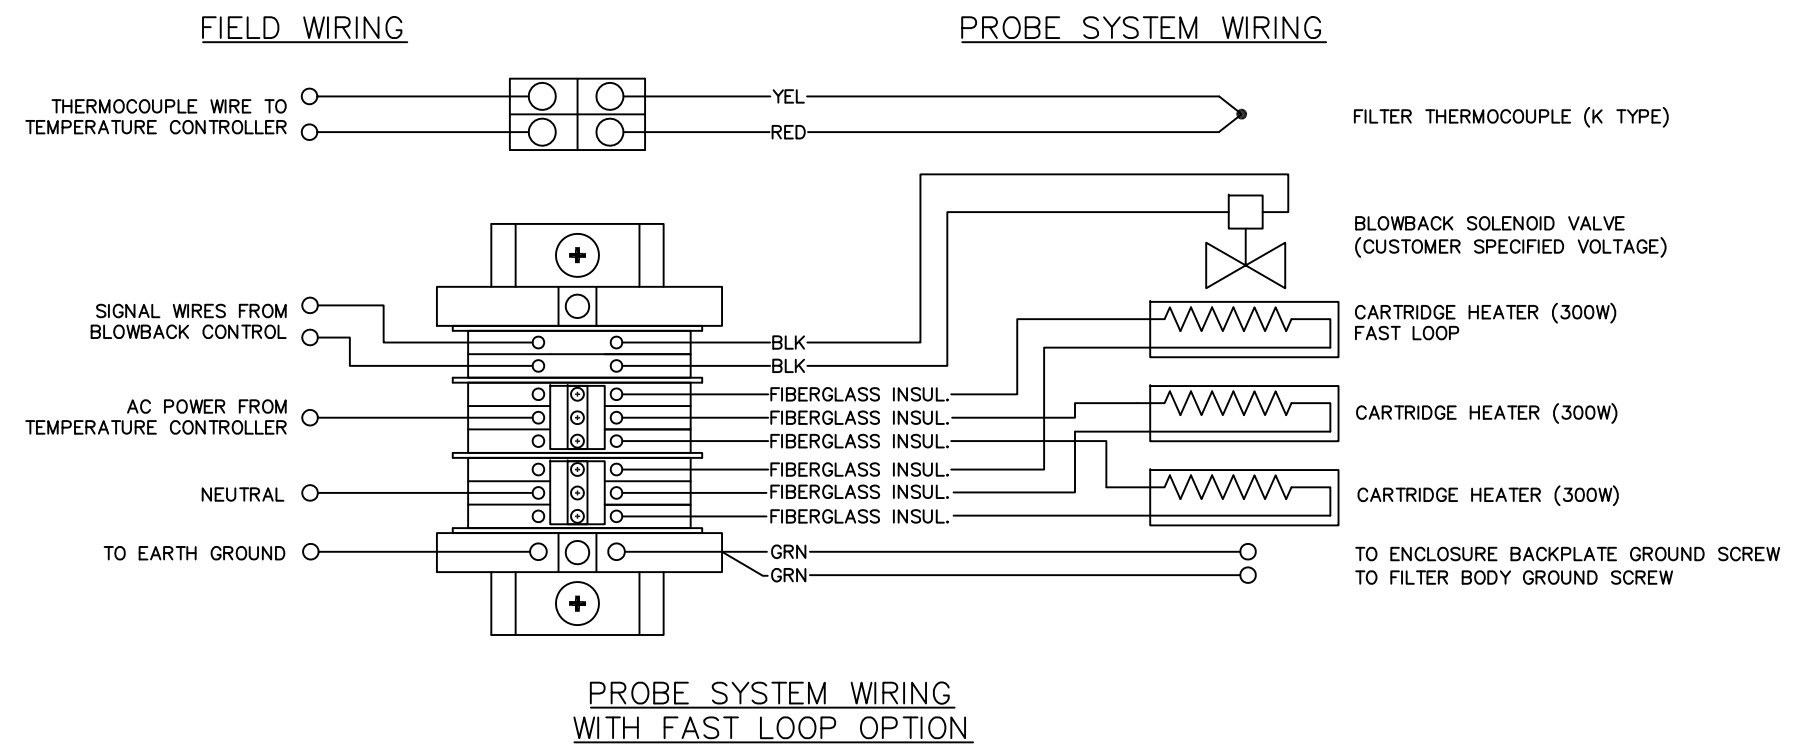 FIELD WIRING
PROBE SYSTEM WIRING
THERMOCOUPLE WIRE TO
TEMPERATURE CONTROLLER
YEL
RED
FILTER THERMOCOUPLE (K TYPE)
BLOWBACK SOLENOID VALVE
(CUSTOMER SPECIFIED VOLTAGE)
SIGNAL WIRES FROM
BLOWBACK CONTROL
BLK
BLK
CARTRIDGE HEATER (300W)
FAST LOOP
AC POWER FROM
TEMPERATURE CONTROLLER
FIBERGLASS INSUL.
FIBERGLASS INSUL.
FIBERGLASS INSUL.
CARTRIDGE HEATER (300W)
NEUTRAL
FIBERGLASS INSUL.
FIBERGLASS INSUL.
FIBERGLASS INSUL.
CARTRIDGE HEATER (300W)
TO EARTH GROUND
GRN
GRN
TO ENCLOSURE BACKPLATE GROUND SCREW
TO FILTER BODY GROUND SCREW
PROBE SYSTEM WIRING
WITH FAST LOOP OPTION